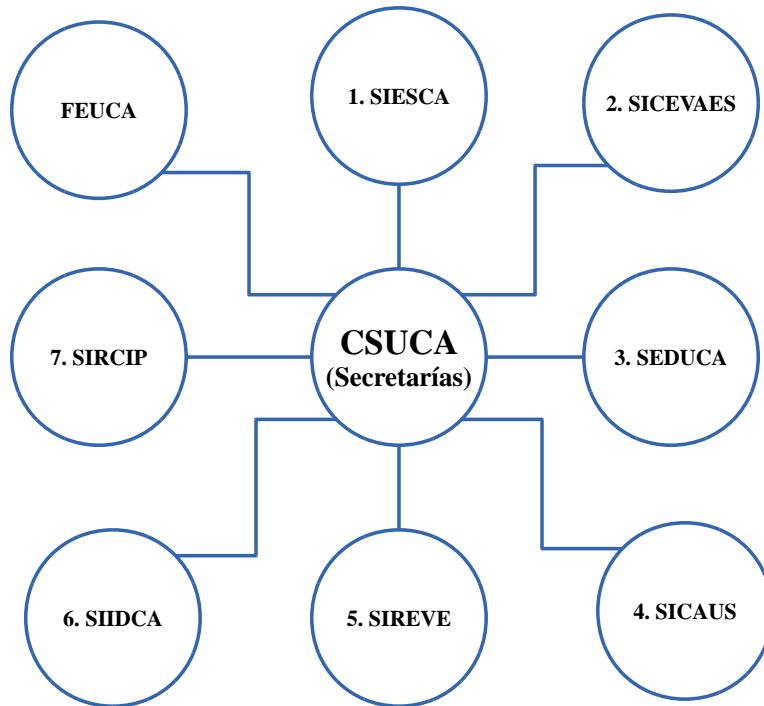 FEUCA
1. SIESCA
2. SICEVAES
7. SIRCIP
CSUCA
(Secretarías)
3. SEDUCA
6. SIIDCA
5. SIREVE
4. SICAUS